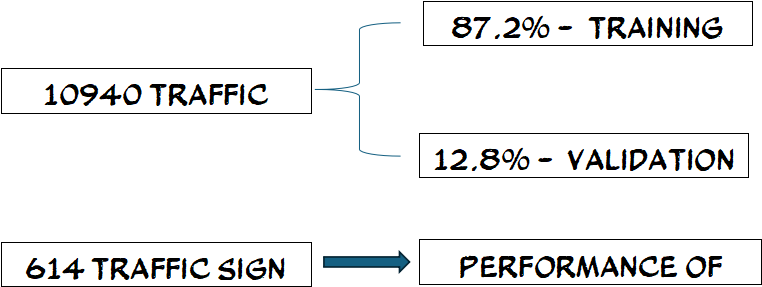 87.2% - TRAINING
10940 TRAFFIC
12.8% - VALIDATION
614 TRAFFIC SIGN
PERFORMANCE OF